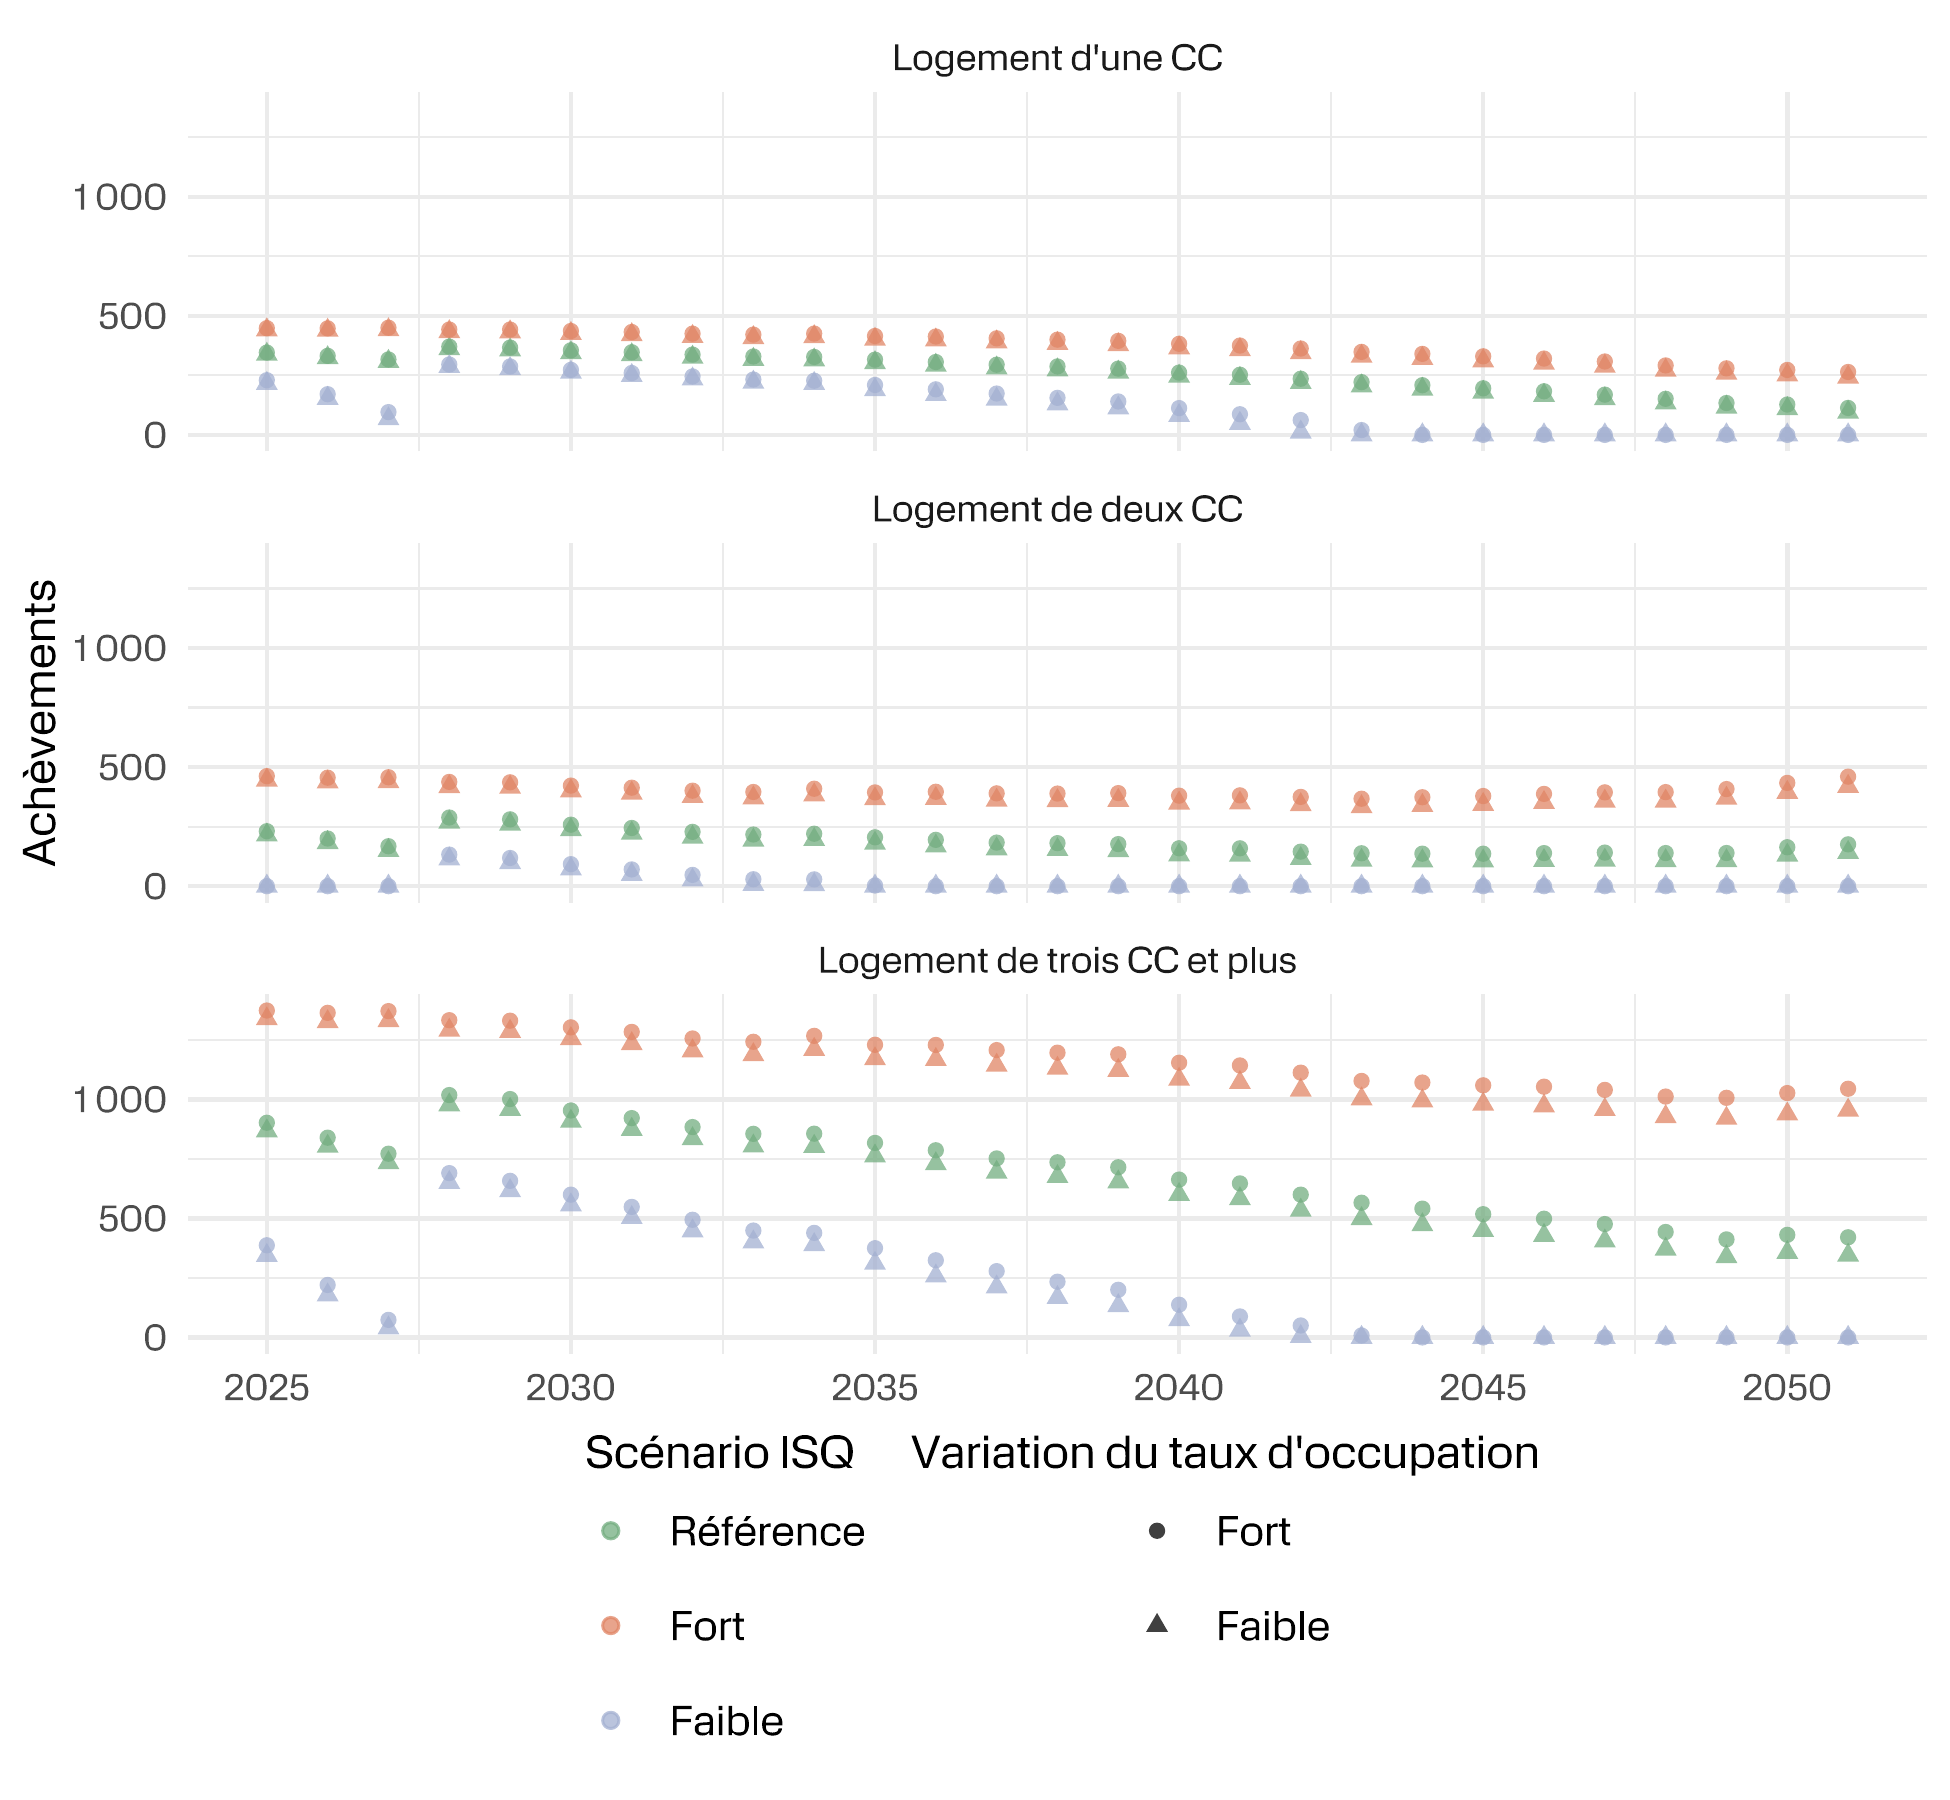 Logement d'une CC
1000
500
0
Logement de deux CC
1000
500
0
Achèvements
Logement de trois CC et plus
1000
500
0
2025 2030 2035 2040 2045 2050
Scénario ISQ Variation du taux d'occupation
Référence Fort
Fort Faible
Faible